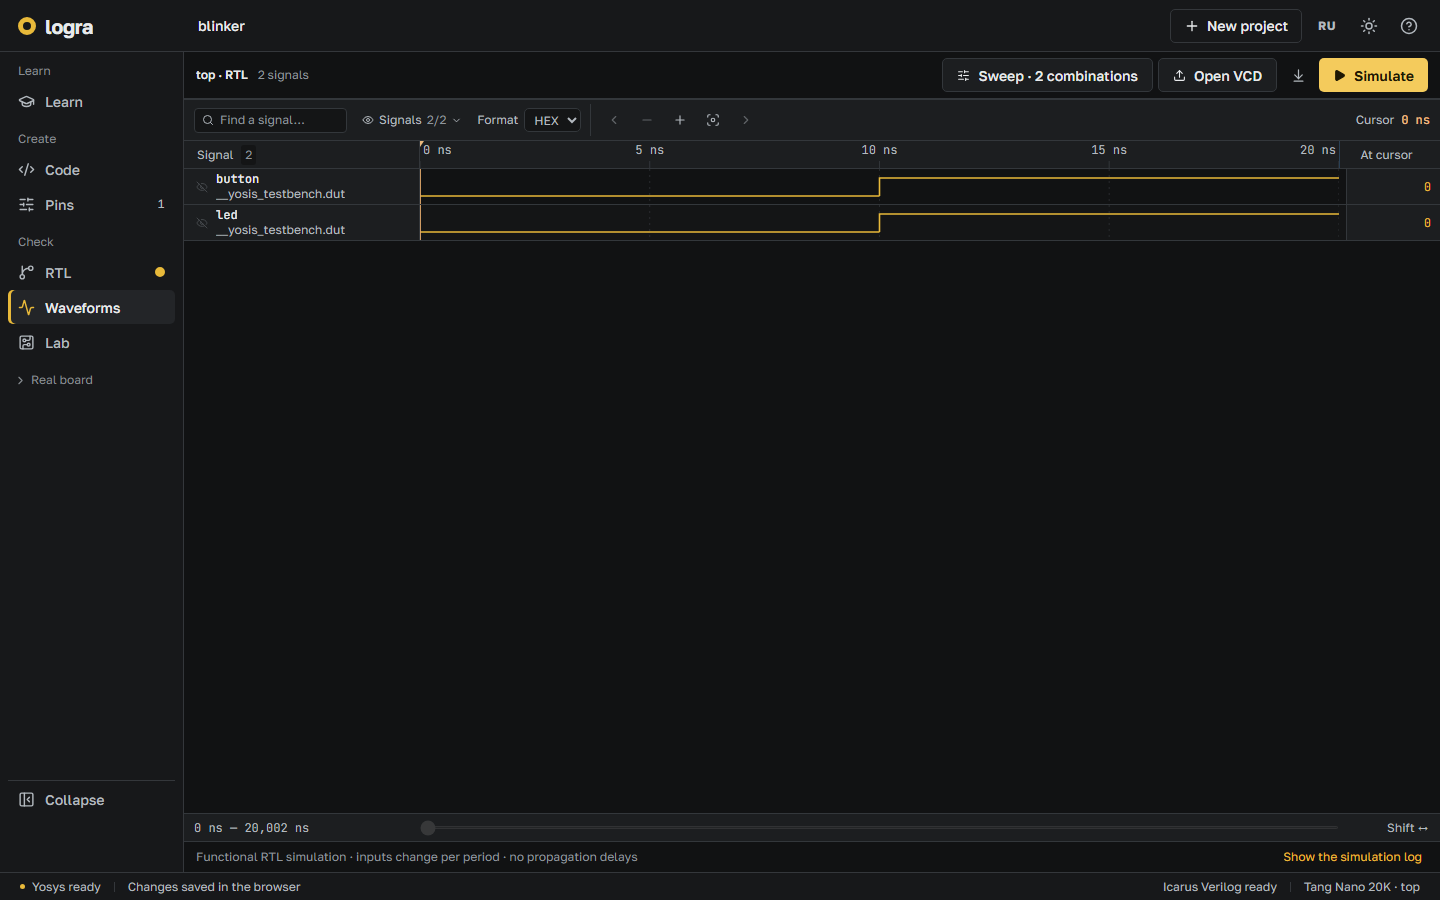 logra
blinker
New project
RU
Learn
Learn
Create
Code
Pins 1
Check
RTL
Waveforms
Lab
Real board
Collapse
top · RTL 2 signals
Sweep · 2 combinations
Open VCD
Simulate
Find a signal...
Signals 2/2
Format HEX
Cursor 0 ns
Signal 2
0 ns 5 ns 10 ns 15 ns 20 ns
At cursor
button
__yosis_testbench.dut
0
led
__yosis_testbench.dut
0
0 ns — 20,002 ns
Shift ↔
Functional RTL simulation · inputs change per period · no propagation delays
Show the simulation log
Yosys ready
Changes saved in the browser
Icarus Verilog ready
Tang Nano 20K · top